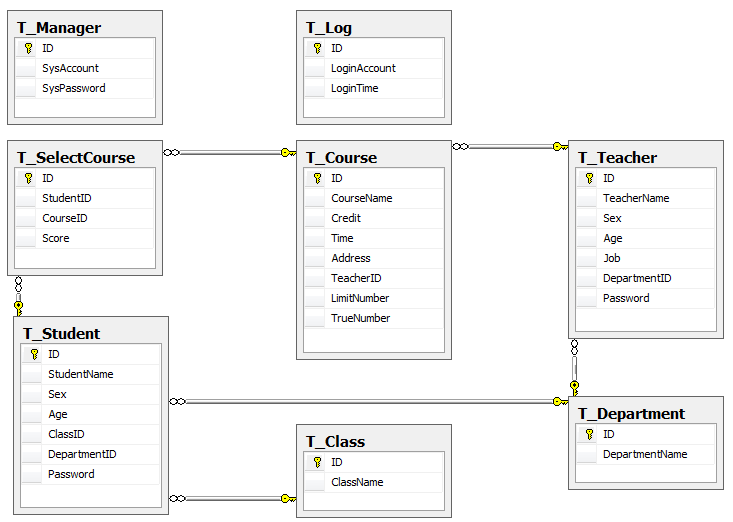 T_Manager
ID
SysAccount
SysPassword
T_Log
ID
LoginAccount
LoginTime
T_SelectCourse
ID
StudentID
CourseID
Score
T_Course
ID
CourseName
Credit
Time
Address
TeacherID
LimitNumber
TrueNumber
T_Teacher
ID
TeacherName
Sex
Age
Job
DepartmentID
Password
T_Student
ID
StudentName
Sex
Age
ClassID
DepartmentID
Password
T_Class
ID
ClassName
T_Department
ID
DepartmentName